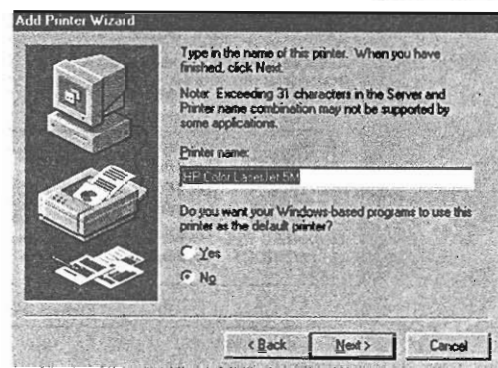 Add Printer Wizard
Type in the name of this printer. When you have
finished, click Next.
Note: Exceeding 31 characters in the Server and
Printer name combination may not be supported by
some applications.
Printer name:
HP Color LaserJet 5M
Do you want your Windows-based programs to use this
printer as the default printer?
Yes
No
< Back
Next >
Cancel